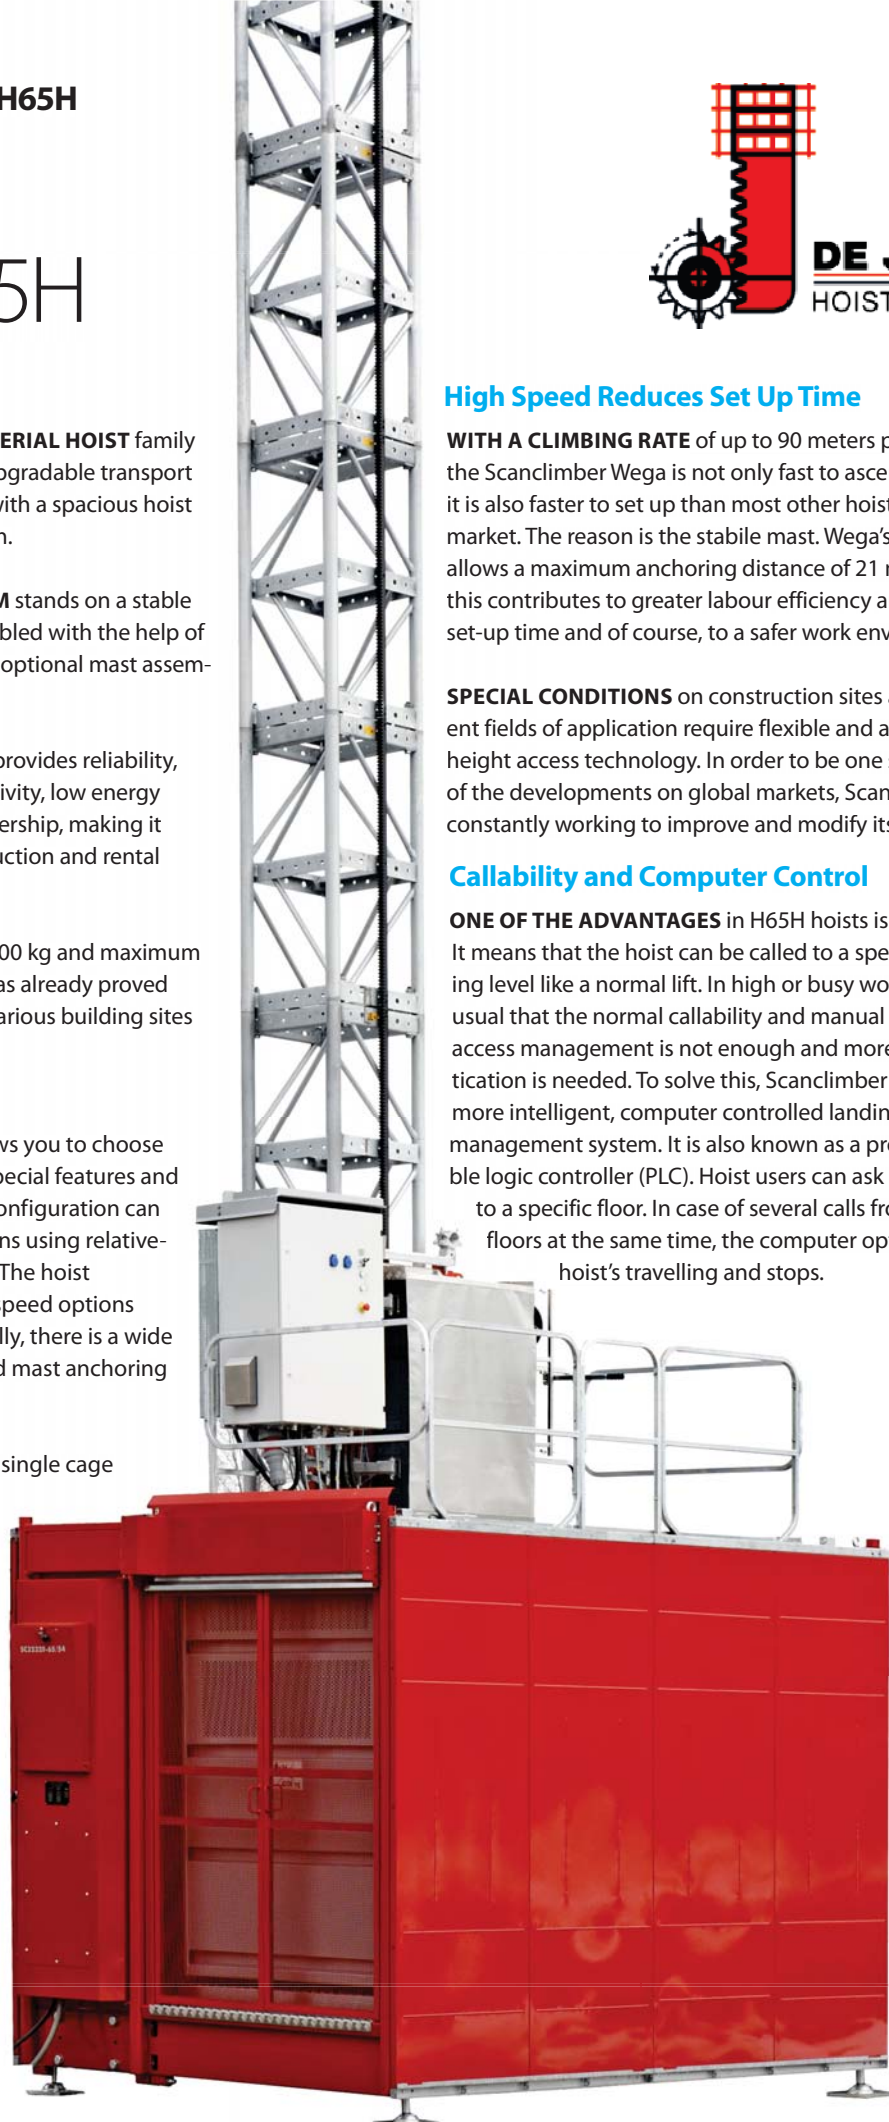 H65H
5H
DE
HOIST
ERIAL HOIST family
pgradable transport
with a spacious hoist
n.
M stands on a stable
bled with the help of
optional mast assem-
provides reliability,
ivity, low energy
ership, making it
uction and rental
00 kg and maximum
as already proved
arious building sites
ws you to choose
pecial features and
onfiguration can
ns using relative-
The hoist
speed options
lly, there is a wide
d mast anchoring
single cage
High Speed Reduces Set Up Time
WITH A CLIMBING RATE of up to 90 meters p
the Scanclimber Wega is not only fast to asce
it is also faster to set up than most other hoist
market. The reason is the stabile mast. Wega's
allows a maximum anchoring distance of 21 m
this contributes to greater labour efficiency a
set-up time and of course, to a safer work env
SPECIAL CONDITIONS on construction sites a
ent fields of application require flexible and a
height access technology. In order to be one s
of the developments on global markets, Scan
constantly working to improve and modify its
Callability and Computer Control
ONE OF THE ADVANTAGES in H65H hoists is
It means that the hoist can be called to a spe
ing level like a normal lift. In high or busy wo
usual that the normal callability and manual
access management is not enough and more
tication is needed. To solve this, Scanclimber
more intelligent, computer controlled landin
management system. It is also known as a pro
ble logic controller (PLC). Hoist users can ask
to a specific floor. In case of several calls fro
floors at the same time, the computer opt
hoist's travelling and stops.